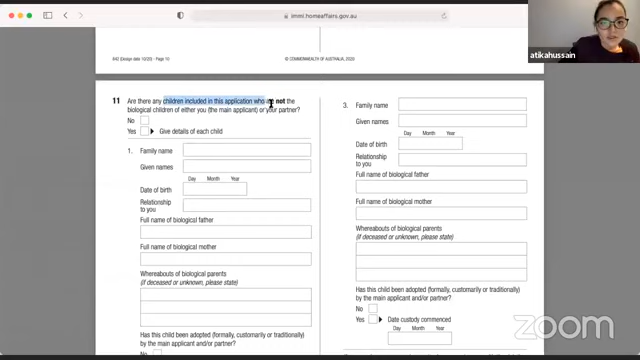 immi.homeaffairs.gov.au
atikahussain
842 (Design date 10/20) - Page 10
© COMMONWEALTH OF AUSTRALIA, 2020
11 Are there any children included in this application who are not the
biological children of either you (the main applicant) or your partner?
No
Yes Give details of each child
1. Family name
Given names
Day Month Year
Date of birth
Relationship
to you
Full name of biological father
Full name of biological mother
Whereabouts of biological parents
(if deceased or unknown, please state)
Has this child been adopted (formally, customarily or traditionally)
by the main applicant and/or partner?
No
3. Family name
Given names
Day Month Year
Date of birth
Relationship
to you
Full name of biological father
Full name of biological mother
Whereabouts of biological parents
(if deceased or unknown, please state)
Has this child been adopted (formally, customarily or traditionally)
by the main applicant and/or partner?
No
Yes Date custody commenced
Day Month Year
zoom